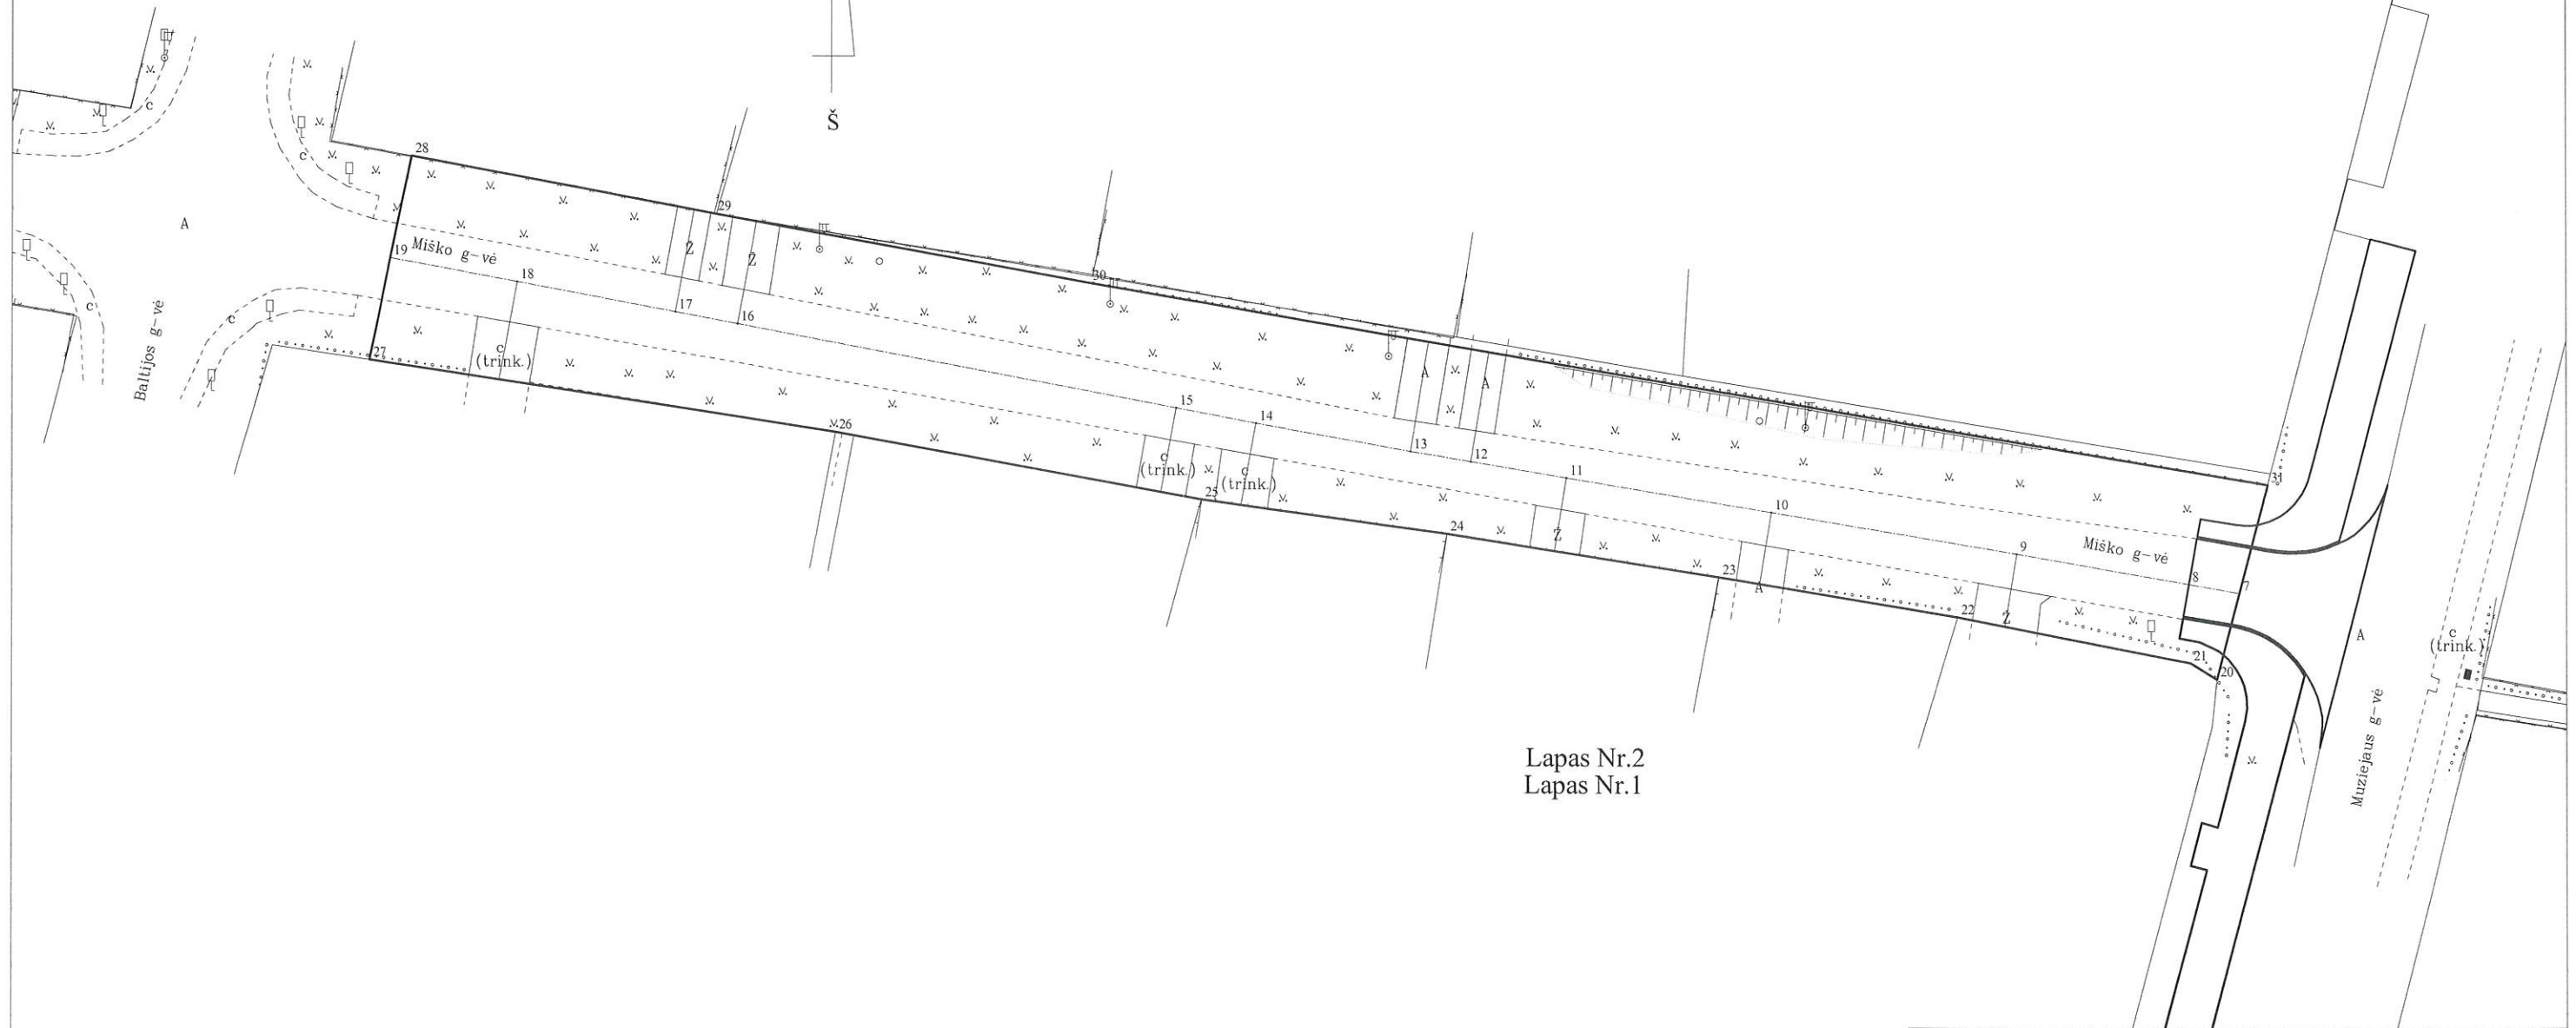 Š
28
29
30
31
A
c
c
c
c
Baltijos g-vė
19
Miško g-vė
18
17
16
15
14
13
12
11
10
9
8
7
Ž
Ž
A
A
Miško g-vė
27
c
(trink.)
26
c
(trink.)
c
(trink.)
25
24
Ž
23
A
22
Ž
21
20
A
c
(trink.)
Muziejaus g-vė
Lapas Nr.2
Lapas Nr.1